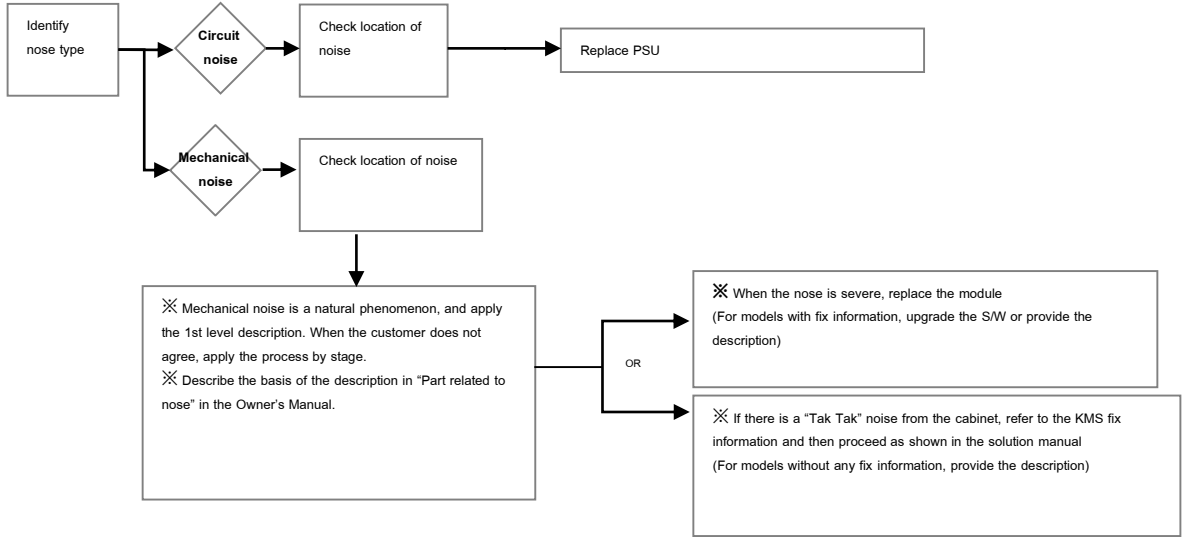 Identify
nose type
Circuit
noise
Check location of
noise
Replace PSU
Mechanical
noise
Check location of noise
※ Mechanical noise is a natural phenomenon, and apply
the 1st level description. When the customer does not
agree, apply the process by stage.
※ Describe the basis of the description in “Part related to
nose” in the Owner’s Manual.
OR
※ When the nose is severe, replace the module
(For models with fix information, upgrade the S/W or provide the
description)
※ If there is a “Tak Tak” noise from the cabinet, refer to the KMS fix
information and then proceed as shown in the solution manual
(For models without any fix information, provide the description)